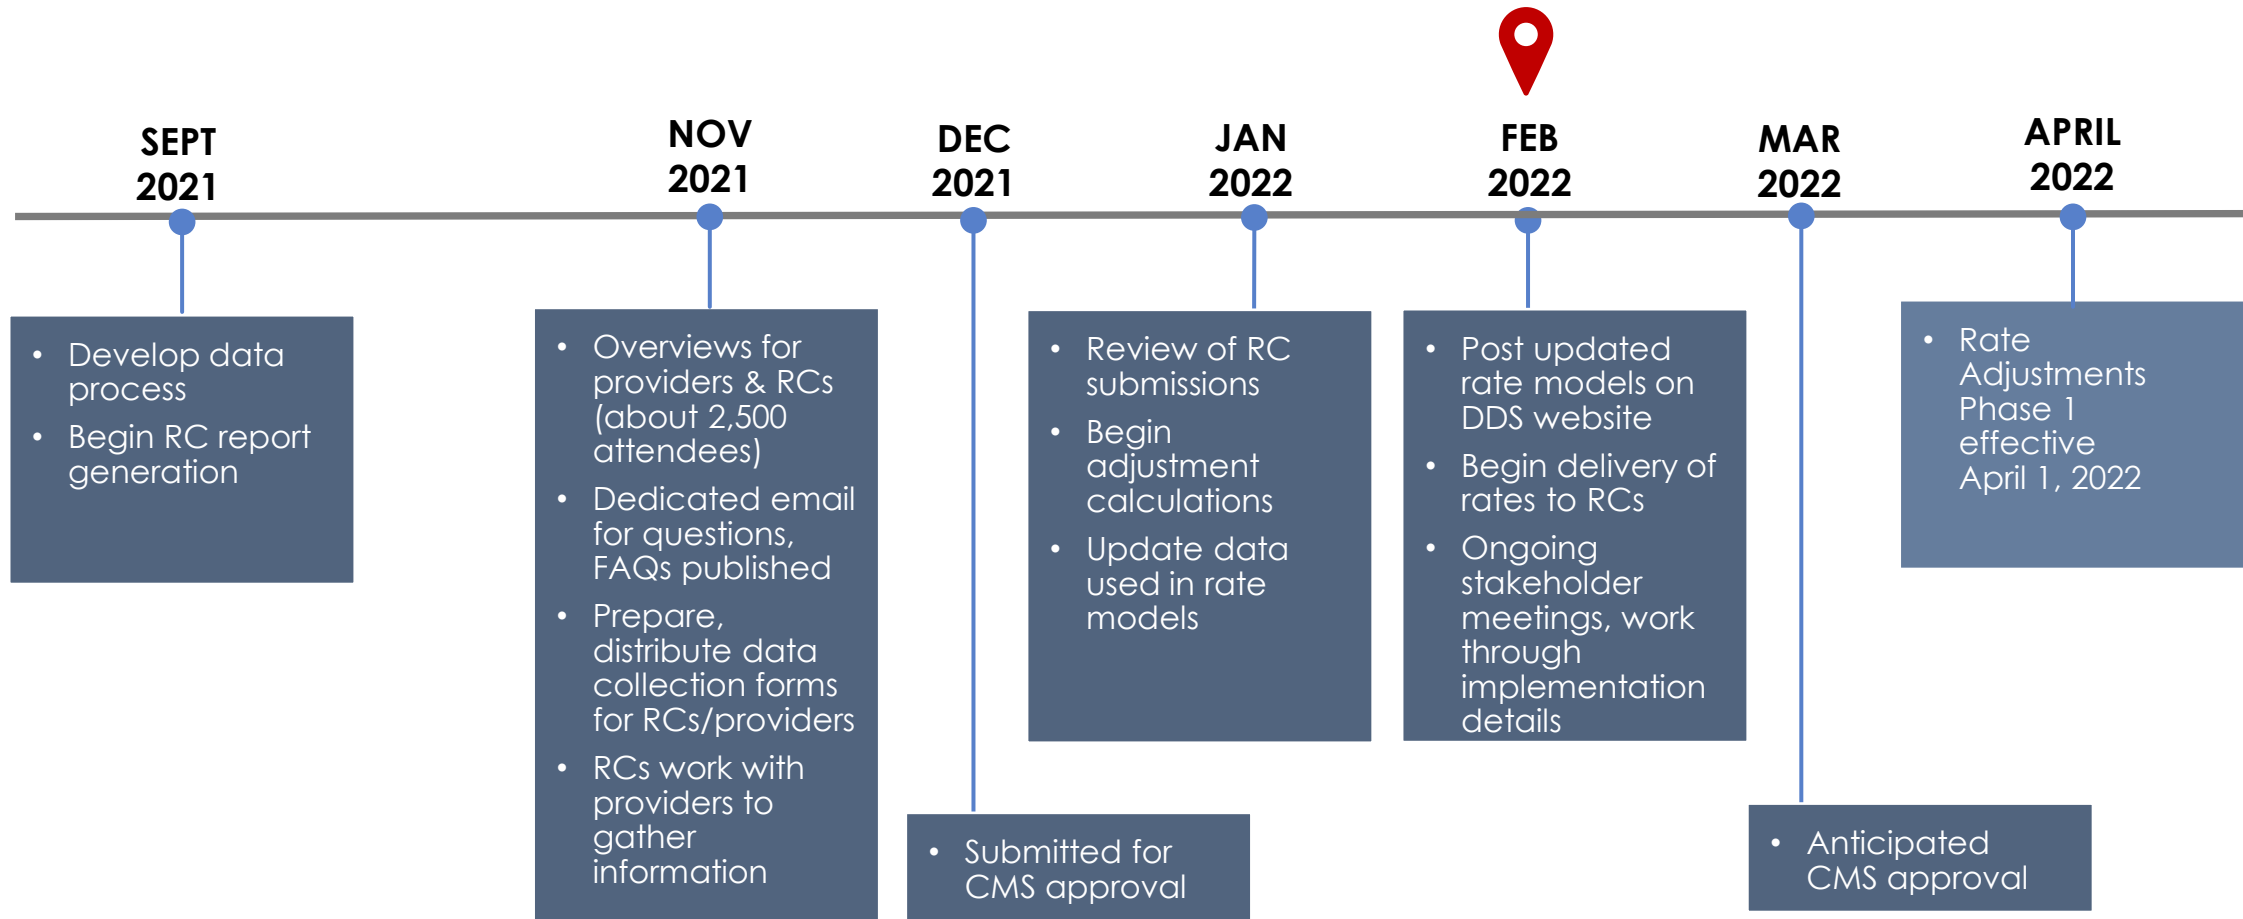 SEPT
2021
NOV
2021
DEC
2021
JAN
2022
FEB
2022
MAR
2022
APRIL
2022
• Develop data
process
• Begin RC report
generation
• Overviews for
providers & RCs
(about 2,500
attendees)
• Dedicated email
for questions,
FAQs published
• Prepare,
distribute data
collection forms
for RCs/providers
• RCs work with
providers to
gather
information
• Submitted for
CMS approval
• Review of RC
submissions
• Begin
adjustment
calculations
• Update data
used in rate
models
• Post updated
rate models on
DDS website
• Begin delivery of
rates to RCs
• Ongoing
stakeholder
meetings, work
through
implementation
details
• Anticipated
CMS approval
• Rate
Adjustments
Phase 1
effective
April 1, 2022